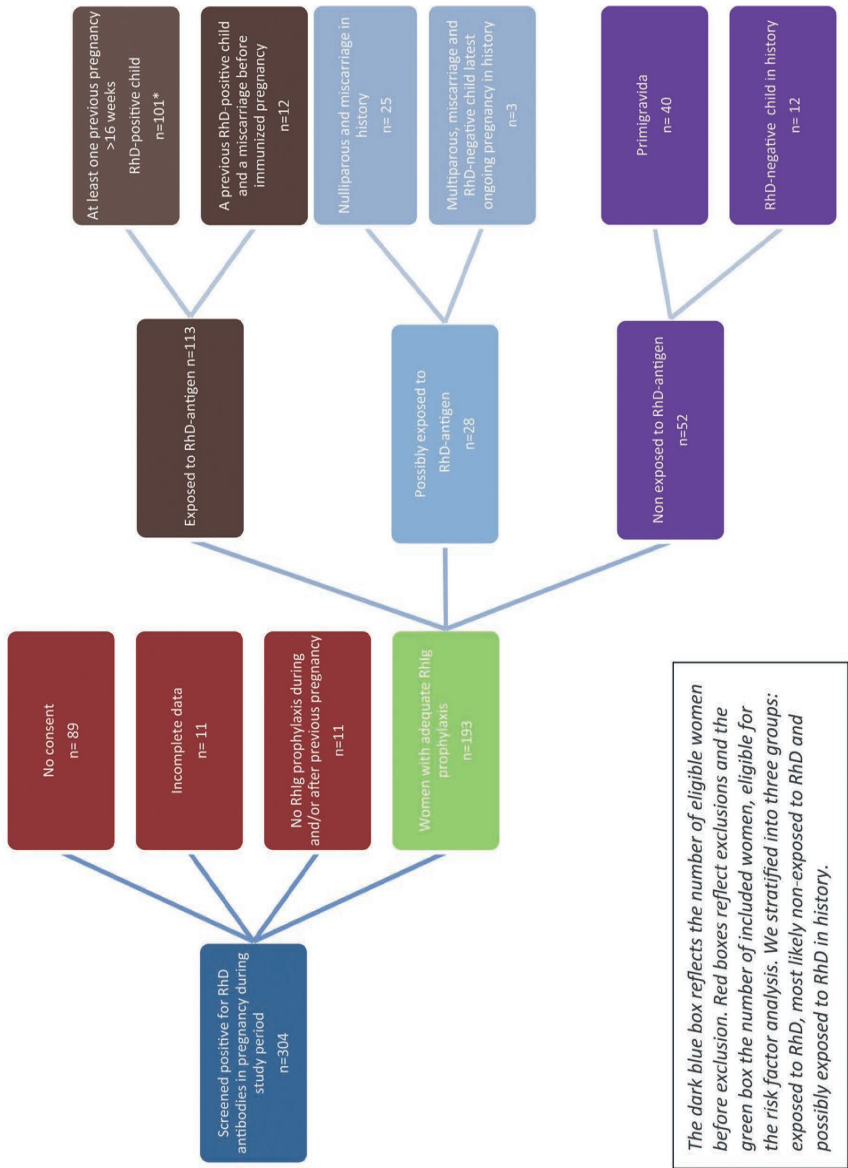 Screened positive for RhD
antibodies in pregnancy during
study period
n=304
No consent
n= 89
Incomplete data
n= 11
No RhIg prophylaxis during
and/or after previous pregnancy
n=11
Women with adequate RhIg
prophylaxis
n=193
Exposed to RhD-antigen n=113
Possibly exposed to
RhD-antigen
n=28
Non exposed to RhD-antigen
n=52
At least one previous pregnancy
>16 weeks
RhD-positive child
n=101*
A previous RhD-positive child
and a miscarriage before
immunized pregnancy
n=12
Nulliparous and miscarriage in
history
n= 25
Multiparous, miscarriage and
RhD-negative child latest
ongoing pregnancy in history
n=3
Primigravida
n= 40
RhD-negative child in history
n= 12
The dark blue box reflects the number of eligible women
before exclusion. Red boxes reflect exclusions and the
green box the number of included women, eligible for
the risk factor analysis. We stratified into three groups:
exposed to RhD, most likely non-exposed to RhD and
possibly exposed to RhD in history.